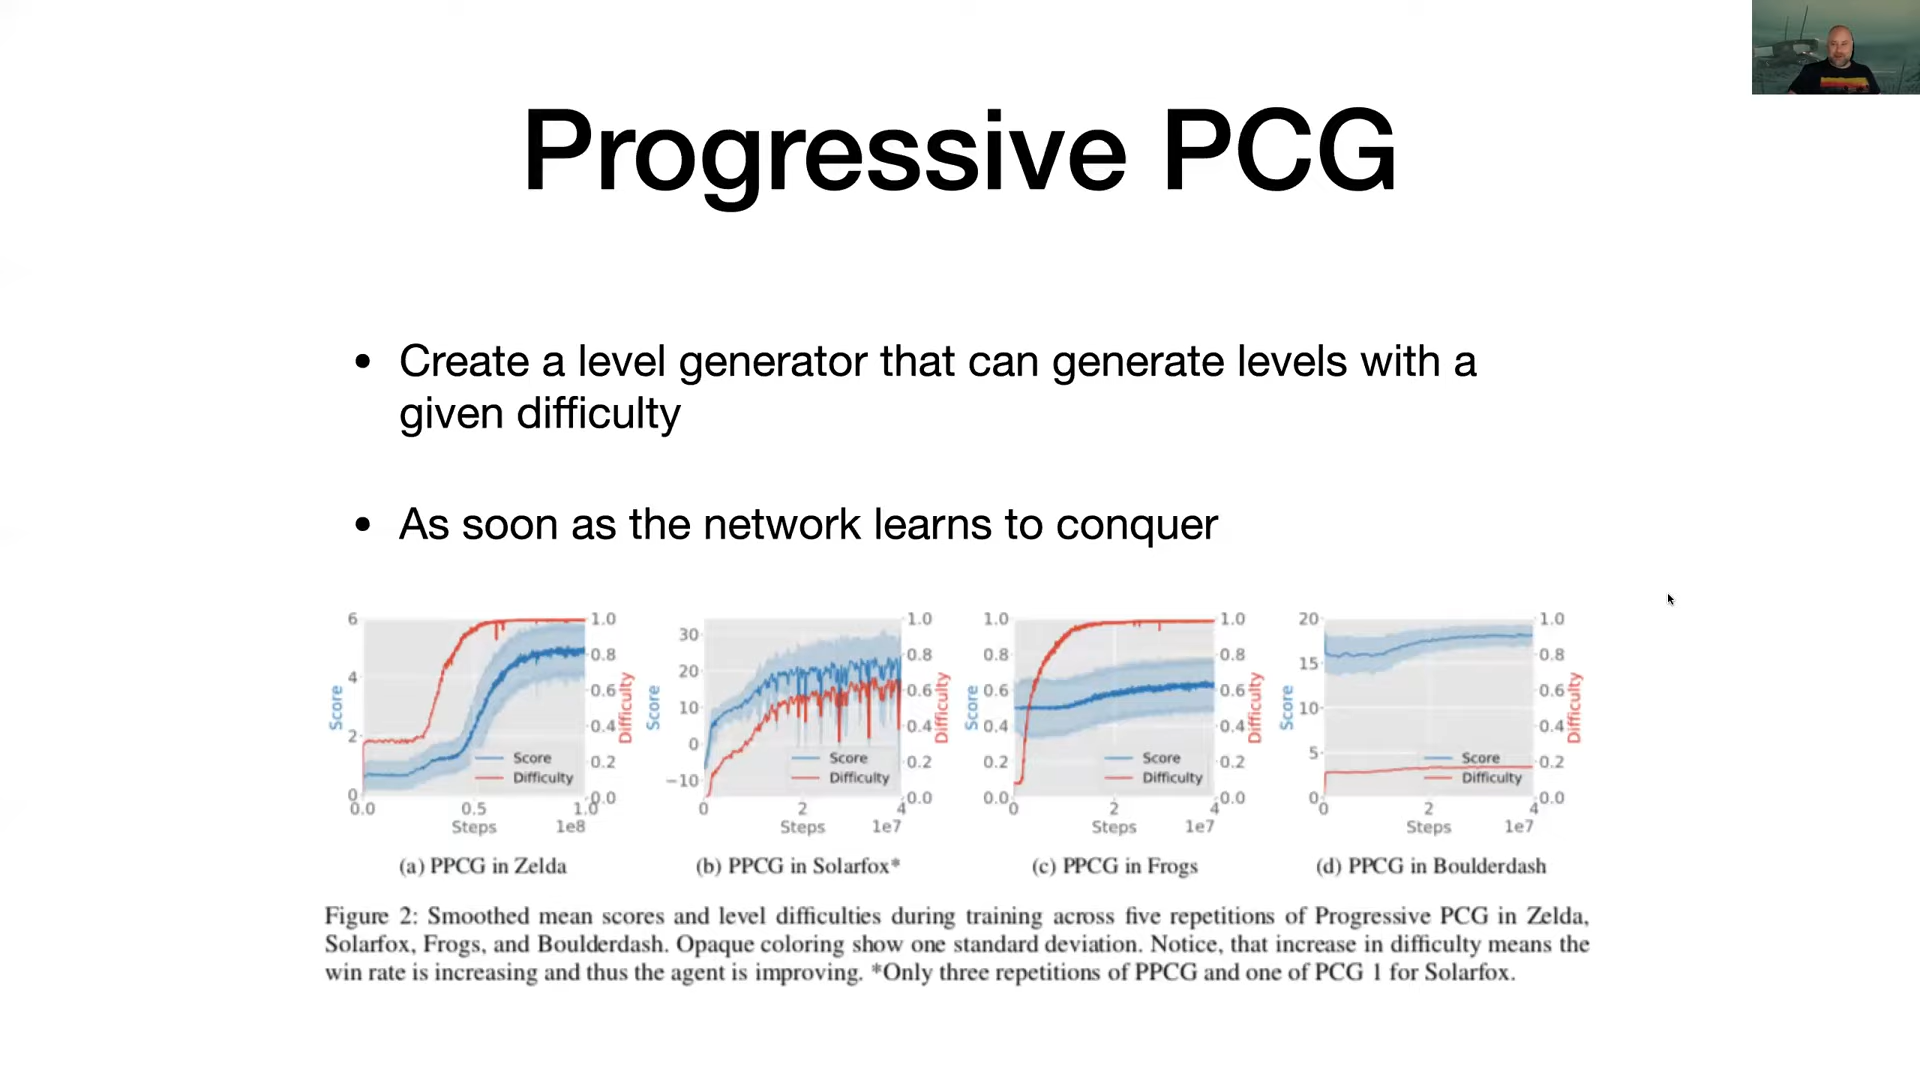 Progressive PCG
• Create a level generator that can generate levels with a
given difficulty
• As soon as the network learns to conquer
6
4
2
0
Score
1.0
0.8
0.6
0.4
0.2
0.0
Difficulty
Score
Difficulty
0.0
0.5
1.0
Steps
1e8
(a) PPCG in Zelda
30
20
10
0
−10
Score
1.0
0.8
0.6
0.4
0.2
0.0
Difficulty
Score
Difficulty
0
2
4
Steps
1e7
(b) PPCG in Solarfox*
1.0
0.8
0.6
0.4
0.2
0.0
Score
1.0
0.8
0.6
0.4
0.2
0.0
Difficulty
Score
Difficulty
0
2
4
Steps
1e7
(c) PPCG in Frogs
20
15
10
5
0
Score
1.0
0.8
0.6
0.4
0.2
0.0
Difficulty
Score
Difficulty
0
2
4
Steps
1e7
(d) PPCG in Boulderdash
Figure 2: Smoothed mean scores and level difficulties during training across five repetitions of Progressive PCG in Zelda,
Solarfox, Frogs, and Boulderdash. Opaque coloring show one standard deviation. Notice, that increase in difficulty means the
win rate is increasing and thus the agent is improving. *Only three repetitions of PPCG and one of PCG 1 for Solarfox.